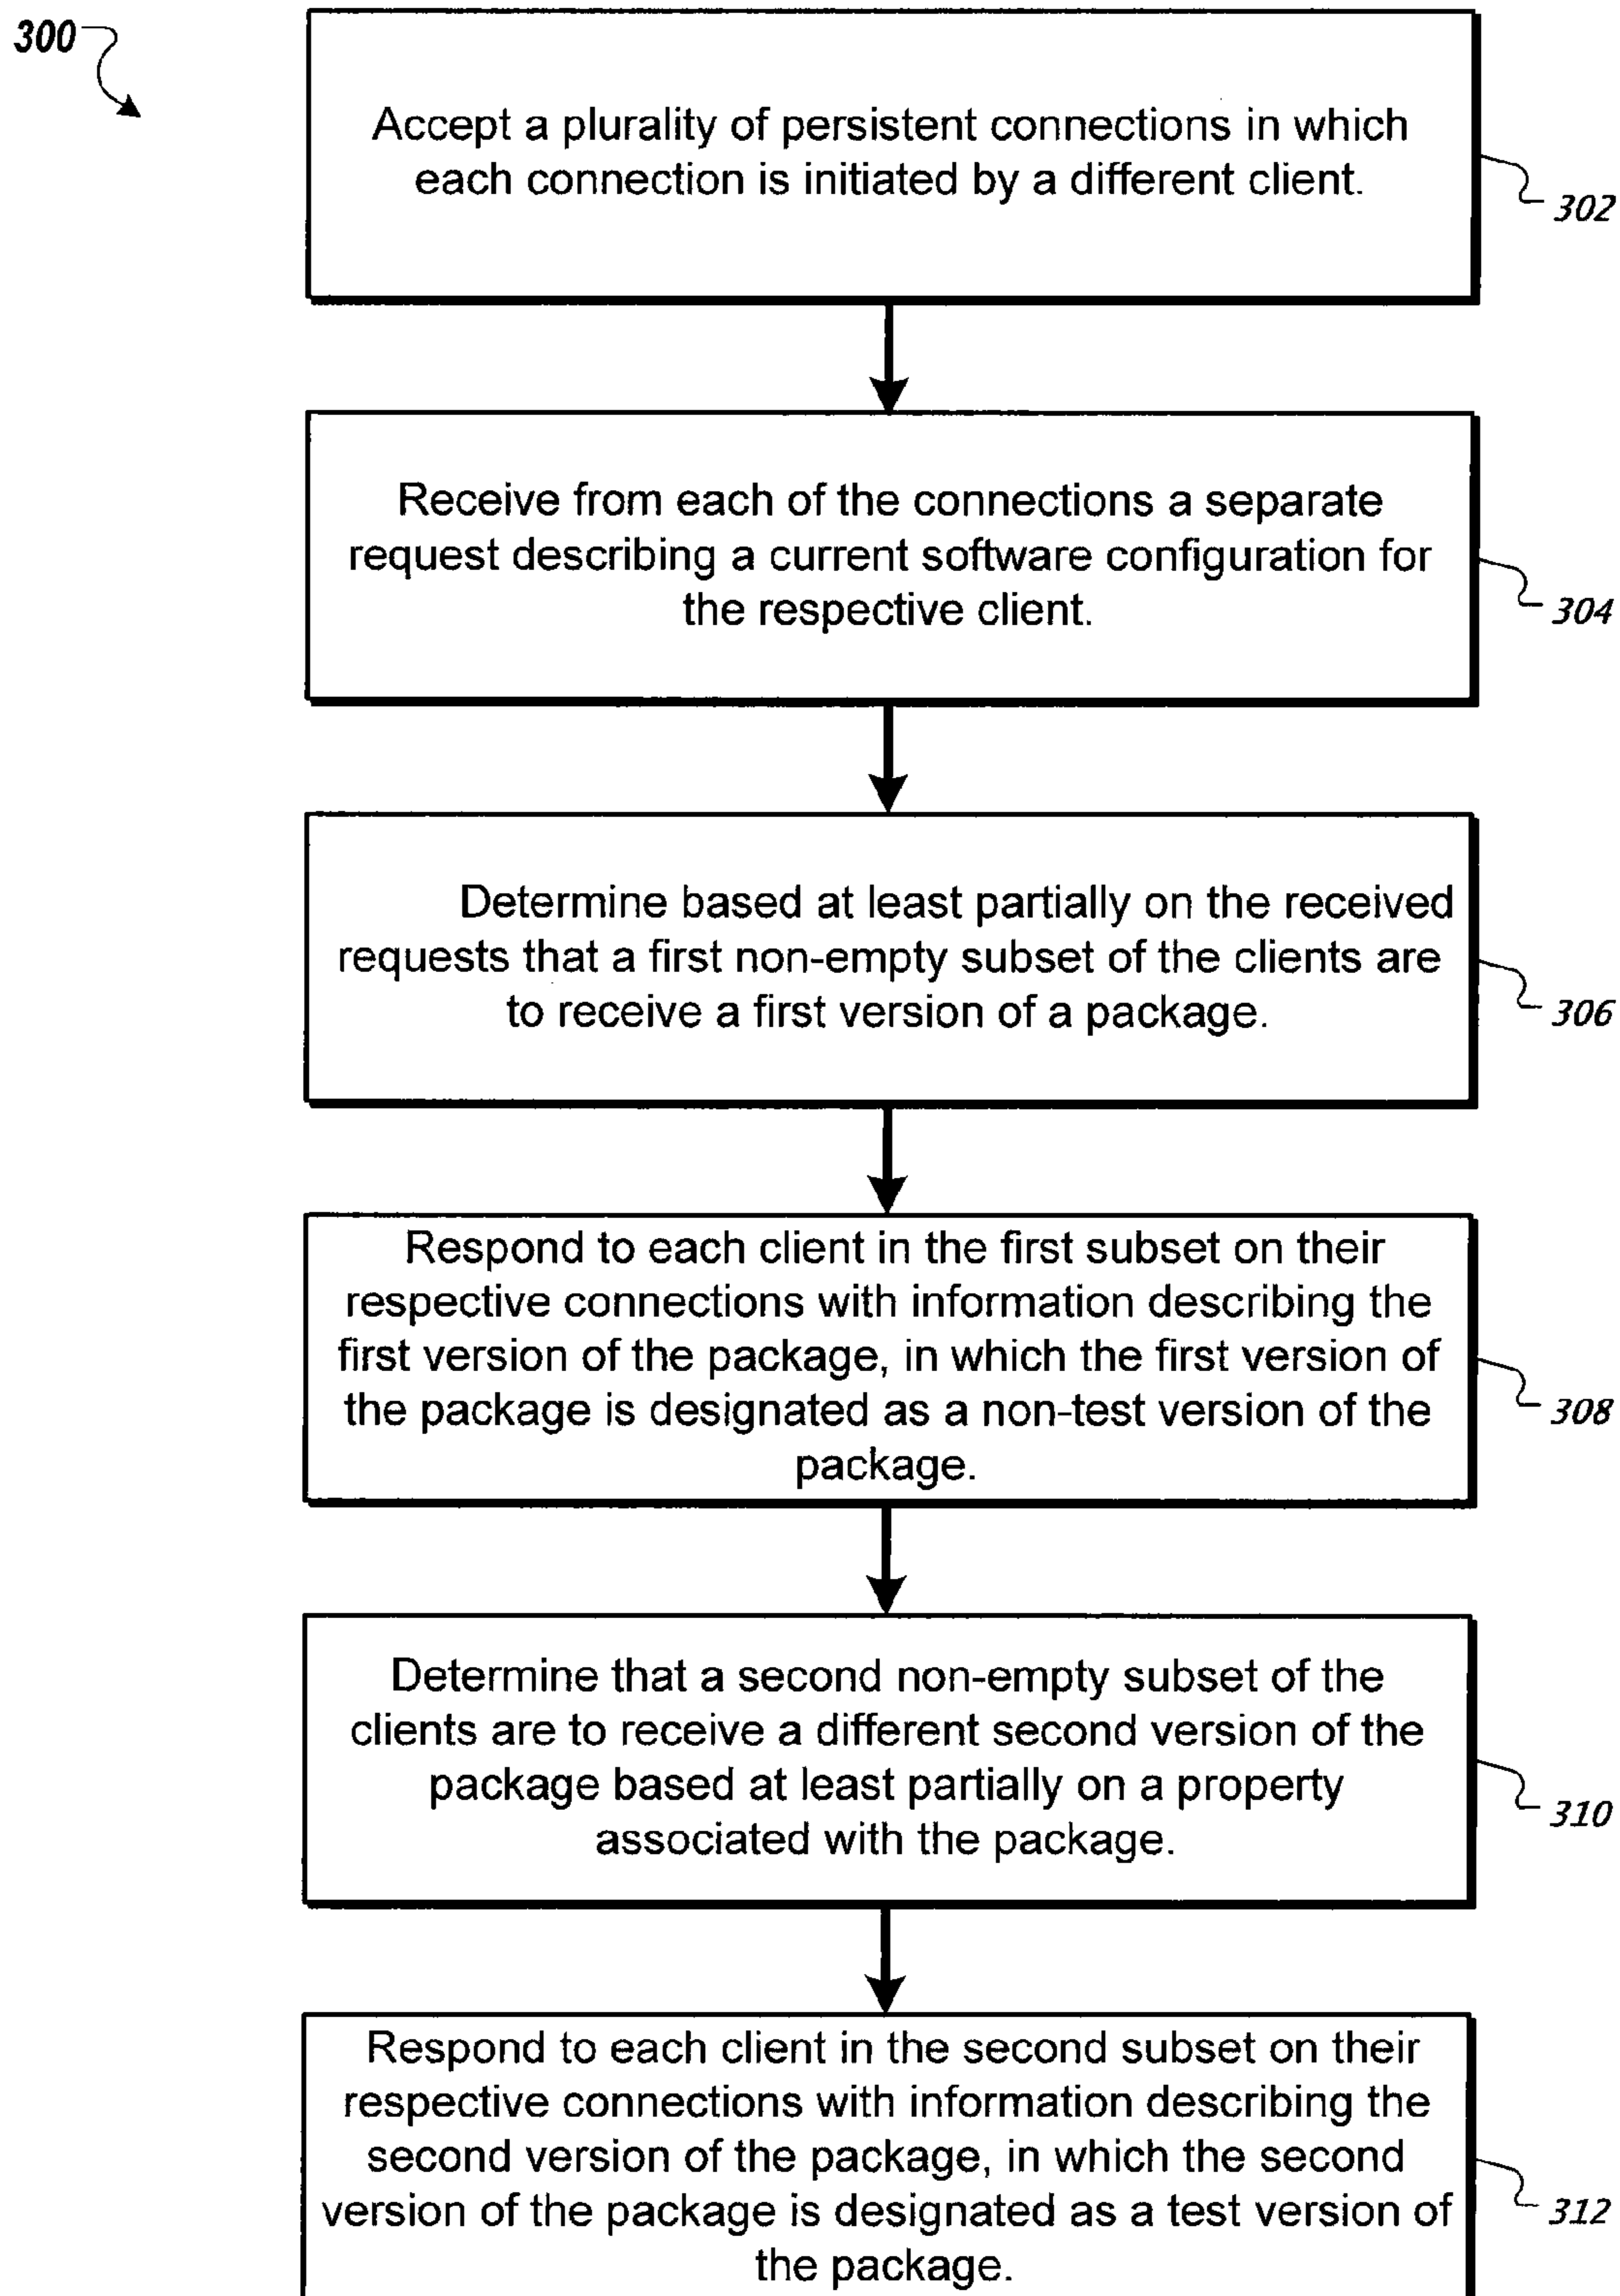 300
Accept a plurality of persistent connections in which
each connection is initiated by a different client.
302
Receive from each of the connections a separate
request describing a current software configuration for
the respective client.
304
Determine based at least partially on the received
requests that a first non-empty subset of the clients are
to receive a first version of a package.
306
Respond to each client in the first subset on their
respective connections with information describing the
first version of the package, in which the first version of
the package is designated as a non-test version of the
package.
308
Determine that a second non-empty subset of the
clients are to receive a different second version of the
package based at least partially on a property
associated with the package.
310
Respond to each client in the second subset on their
respective connections with information describing the
second version of the package, in which the second
version of the package is designated as a test version of
the package.
312